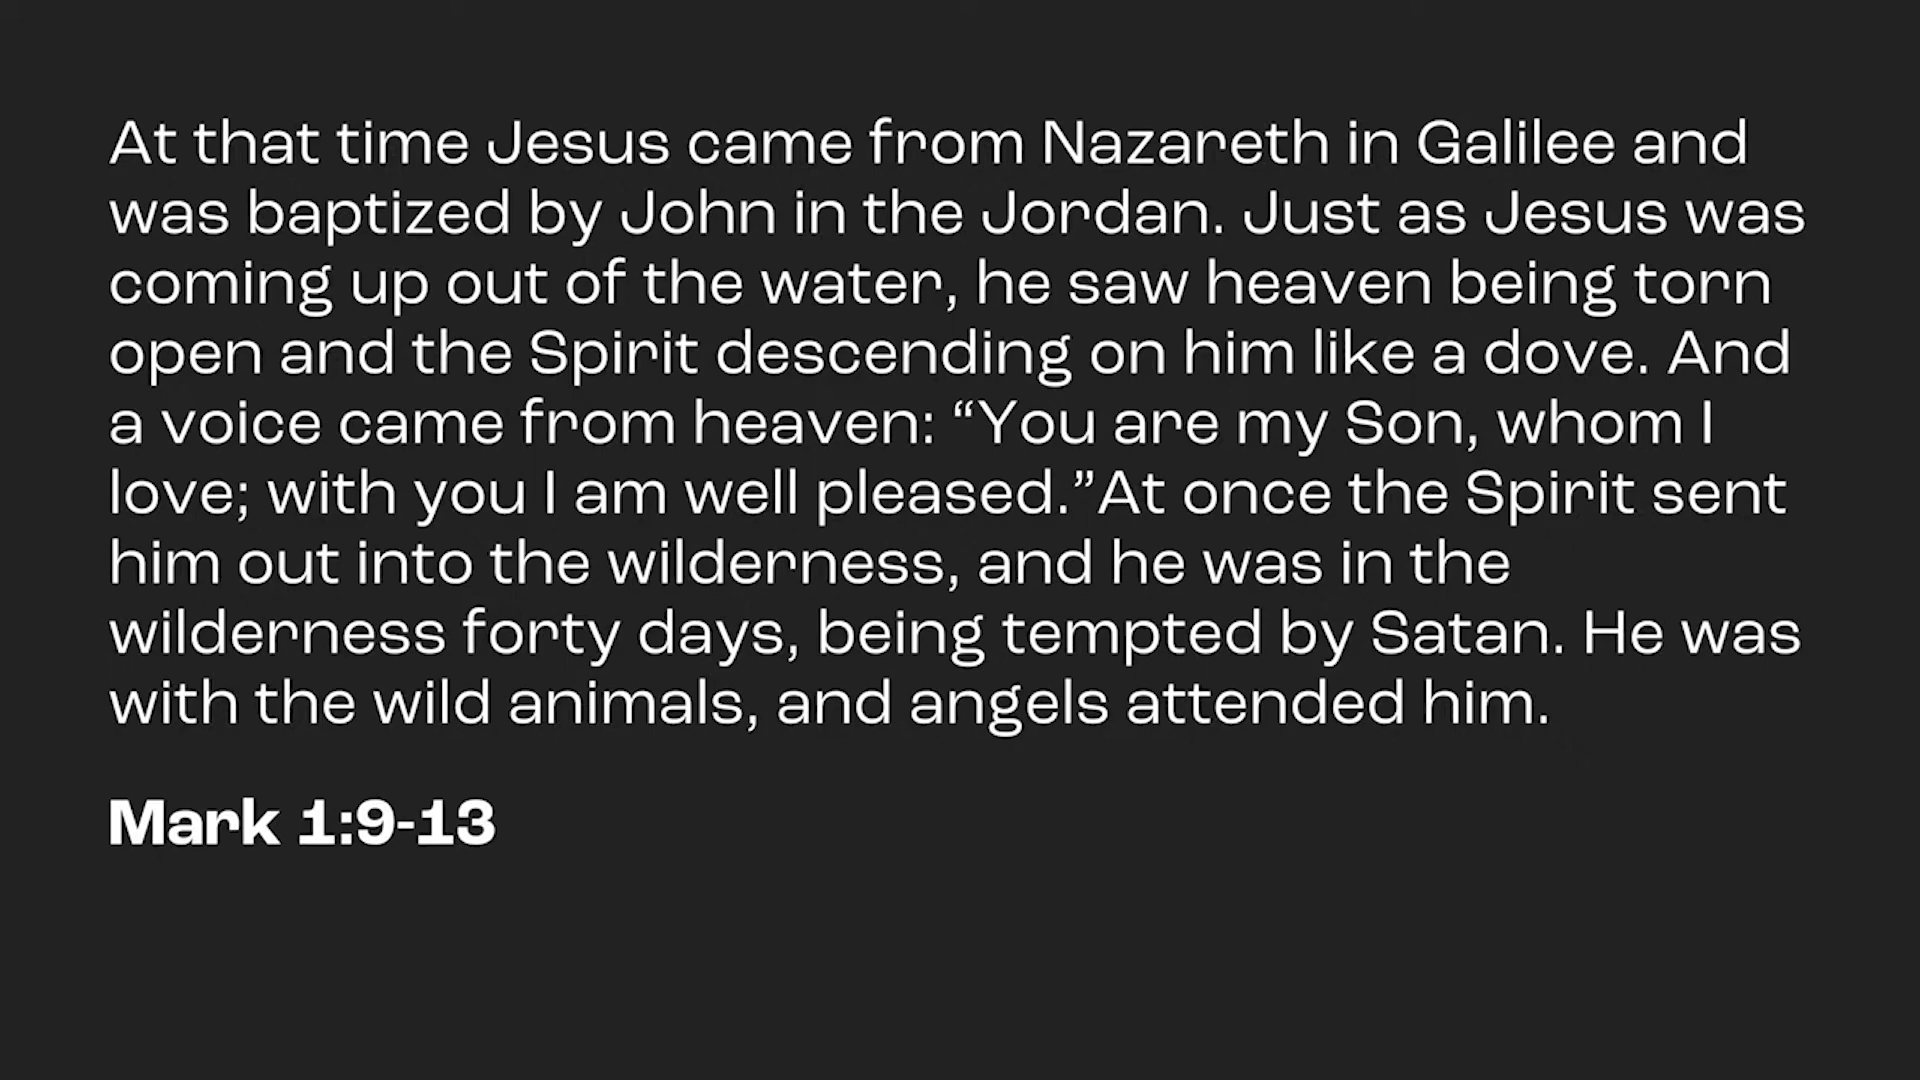 At that time Jesus came from Nazareth in Galilee and
was baptized by John in the Jordan. Just as Jesus was
coming up out of the water, he saw heaven being torn
open and the Spirit descending on him like a dove. And
a voice came from heaven: “You are my Son, whom I
love; with you I am well pleased.”At once the Spirit sent
him out into the wilderness, and he was in the
wilderness forty days, being tempted by Satan. He was
with the wild animals, and angels attended him.
Mark 1:9-13